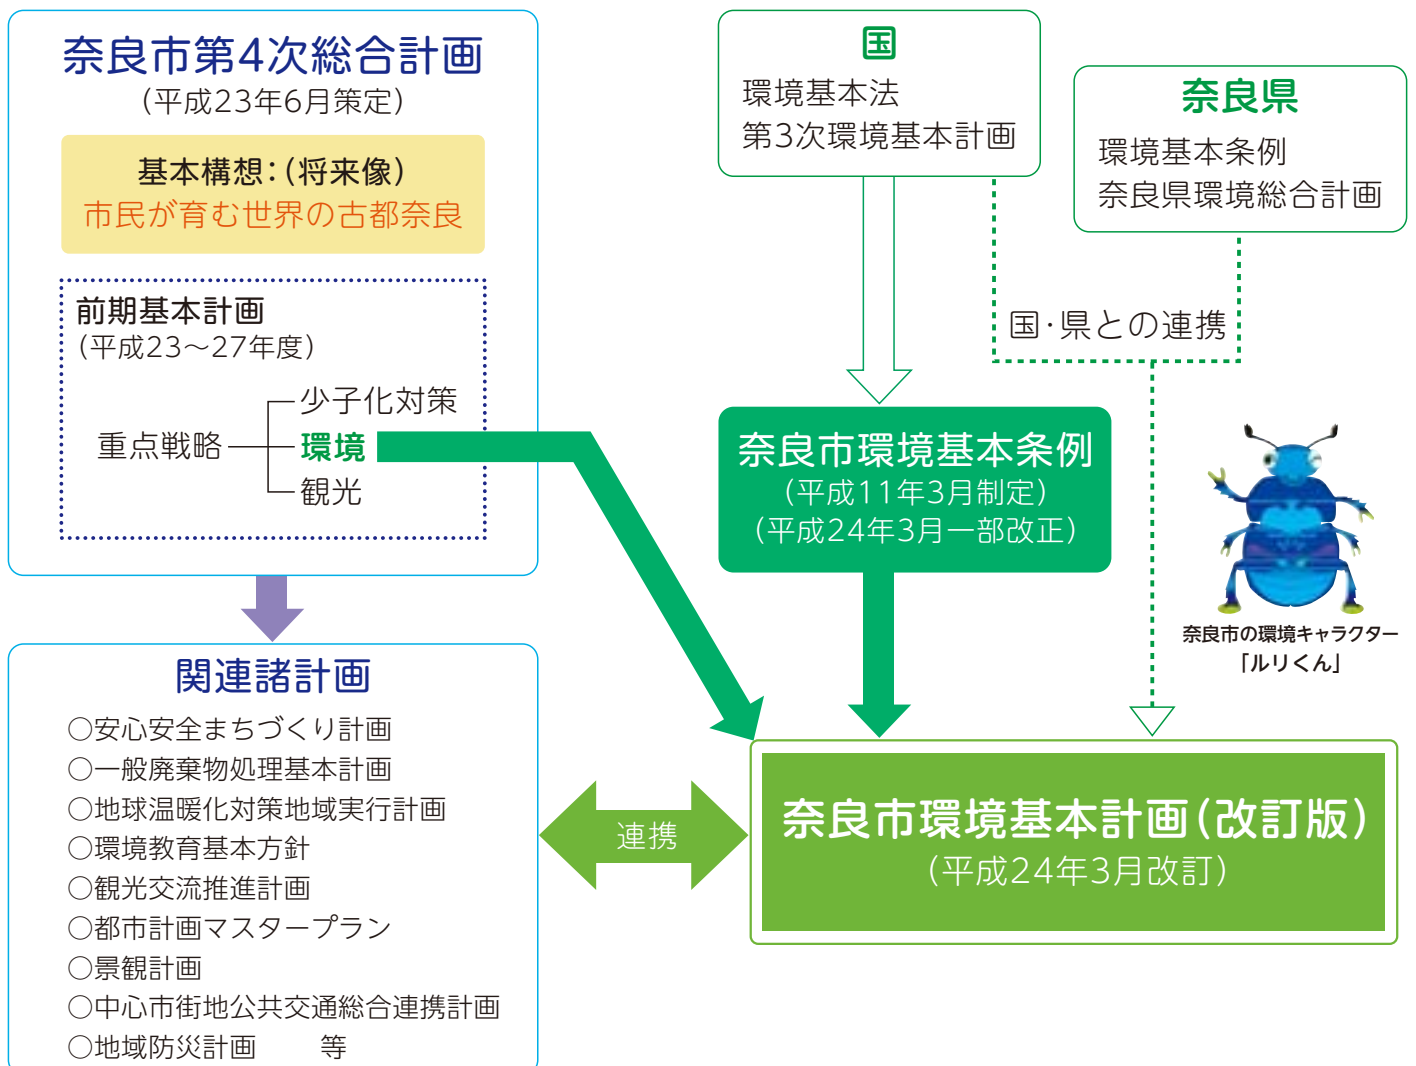 奈良市第4次総合計画
(平成23年6月策定)
基本構想:(将来像)
市民が育む世界の古都奈良
前期基本計画
(平成23〜27年度)
重点戦略
少子化対策
環境
観光
国
環境基本法
第3次環境基本計画
奈良県
環境基本条例
奈良県環境総合計画
国・県との連携
奈良市環境基本条例
(平成11年3月制定)
(平成24年3月一部改正)
奈良市の環境キャラクター
「ルリくん」
関連諸計画
○安心安全まちづくり計画
○一般廃棄物処理基本計画
○地球温暖化対策地域実行計画
○環境教育基本方針
○観光交流推進計画
○都市計画マスタープラン
○景観計画
○中心市街地公共交通総合連携計画
○地域防災計画　　等
連携
奈良市環境基本計画(改訂版)
(平成24年3月改訂)